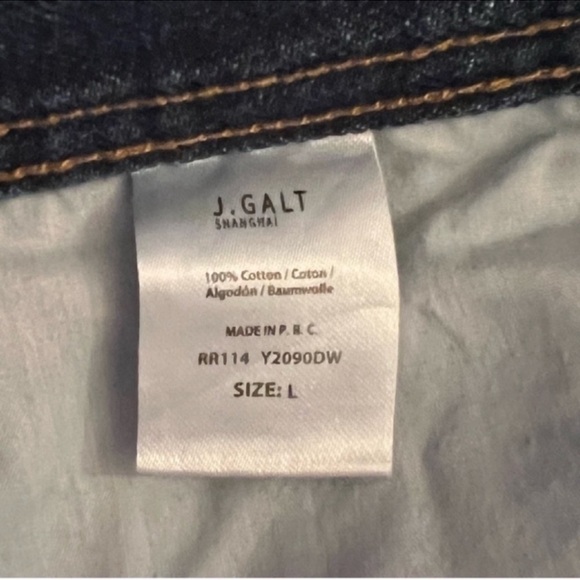 J.GALT
SHANGHAI
100% Cotton / Coton /
Algodón / Baumwolle
MADE IN P. R. C.
RR114 Y2090DW
SIZE: L